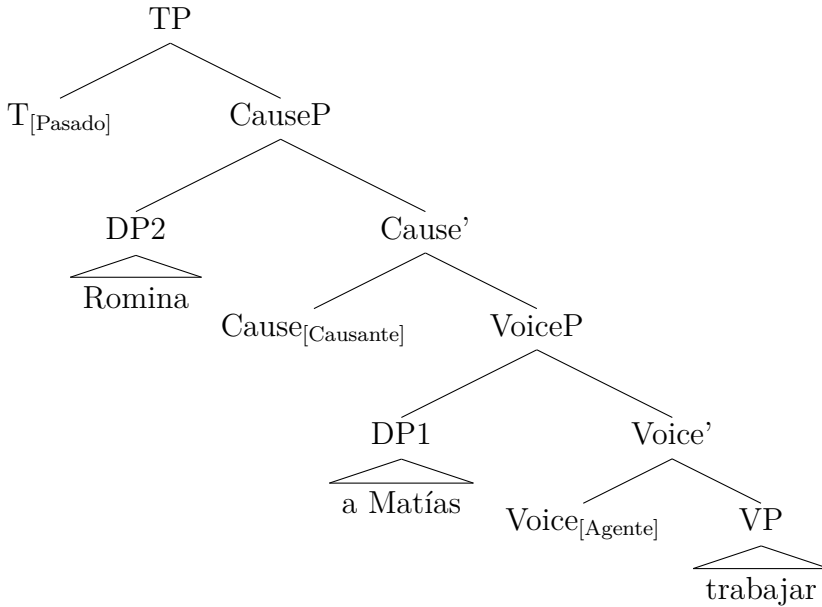 TP
T[Pasado] CauseP
DP2 Cause’
Romina
Cause[Causante] VoiceP
DP1 Voice’
a Matías
Voice[Agente] VP
trabajar